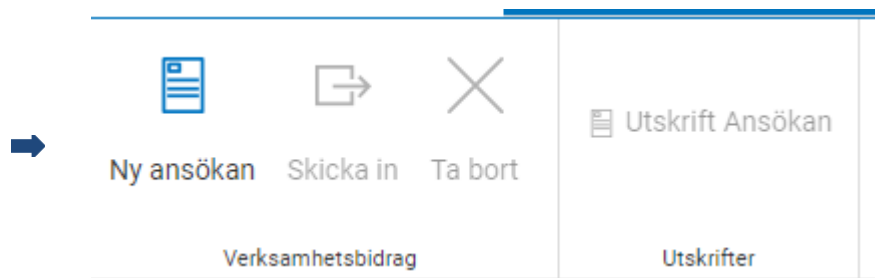 Ny ansökan Skicka in Ta bort
Utskrift Ansökan
Verksamhetsbidrag
Utskrifter